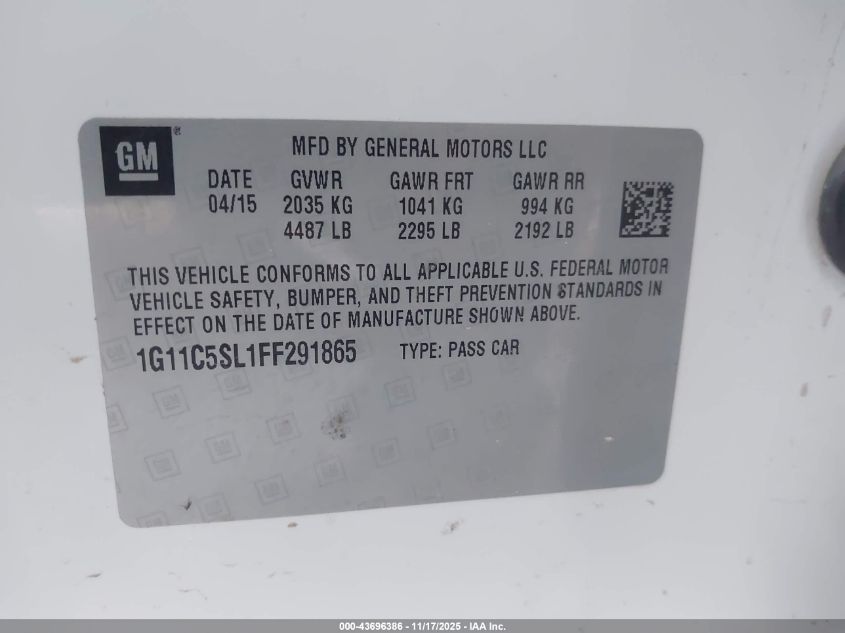 GM®
MFD BY GENERAL MOTORS LLC
DATE GVWR GAWR FRT GAWR RR
04/15 2035 KG 1041 KG 994 KG
4487 LB 2295 LB 2192 LB
THIS VEHICLE CONFORMS TO ALL APPLICABLE U.S. FEDERAL MOTOR
VEHICLE SAFETY, BUMPER, AND THEFT PREVENTION STANDARDS IN
EFFECT ON THE DATE OF MANUFACTURE SHOWN ABOVE.
1G11C5SL1FF291865 TYPE: PASS CAR
000-43696386 - 11/17/2025 - IAA Inc.